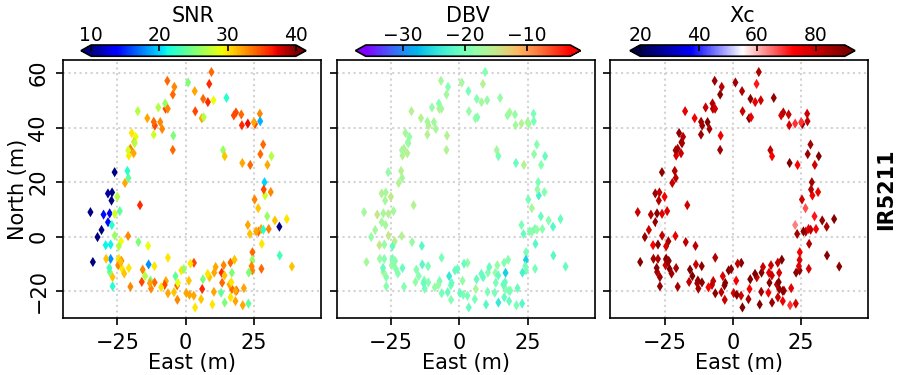 SNR DBV Xc
10 20 30 40 −30 −20 −10 20 40 60 80
60
40
20
0
−20
North (m)
IR5211
−25 0 25 −25 0 25 −25 0 25
East (m) East (m) East (m)